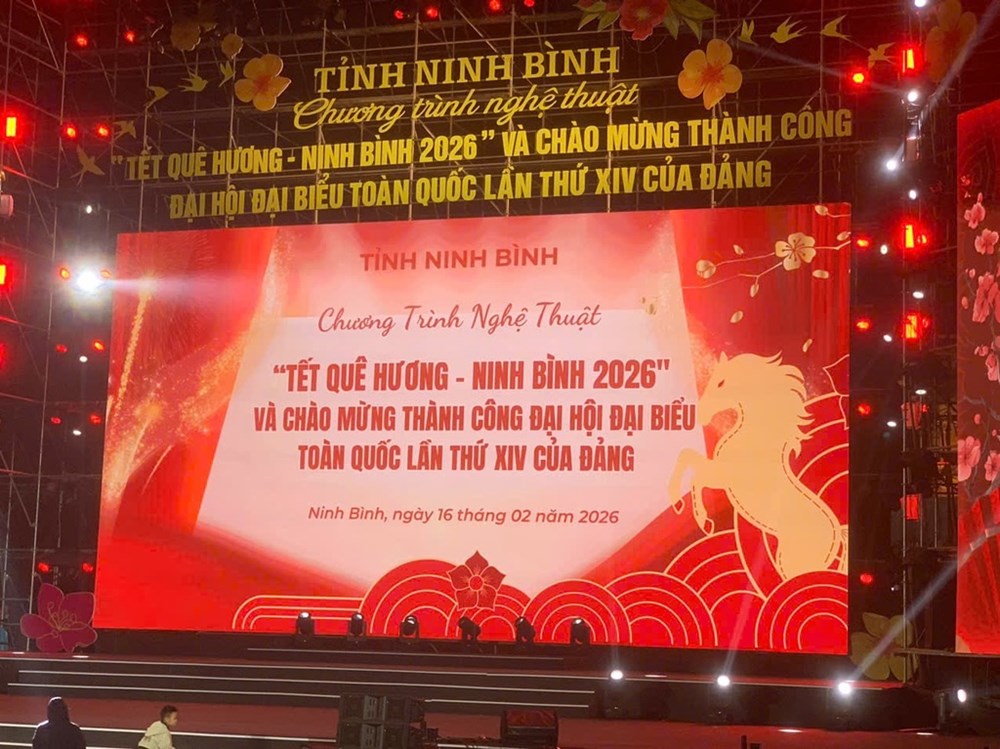 TỈNH NINH BÌNH
Chương trình nghệ thuật
"TẾT QUÊ HƯƠNG - NINH BÌNH 2026" VÀ CHÀO MỪNG THÀNH CÔNG
ĐẠI HỘI ĐẠI BIỂU TOÀN QUỐC LẦN THỨ XIV CỦA ĐẢNG
TỈNH NINH BÌNH
Chương Trình Nghệ Thuật
“TẾT QUÊ HƯƠNG - NINH BÌNH 2026"
VÀ CHÀO MỪNG THÀNH CÔNG ĐẠI HỘI ĐẠI BIỂU
TOÀN QUỐC LẦN THỨ XIV CỦA ĐẢNG
Ninh Bình, ngày 16 tháng 02 năm 2026